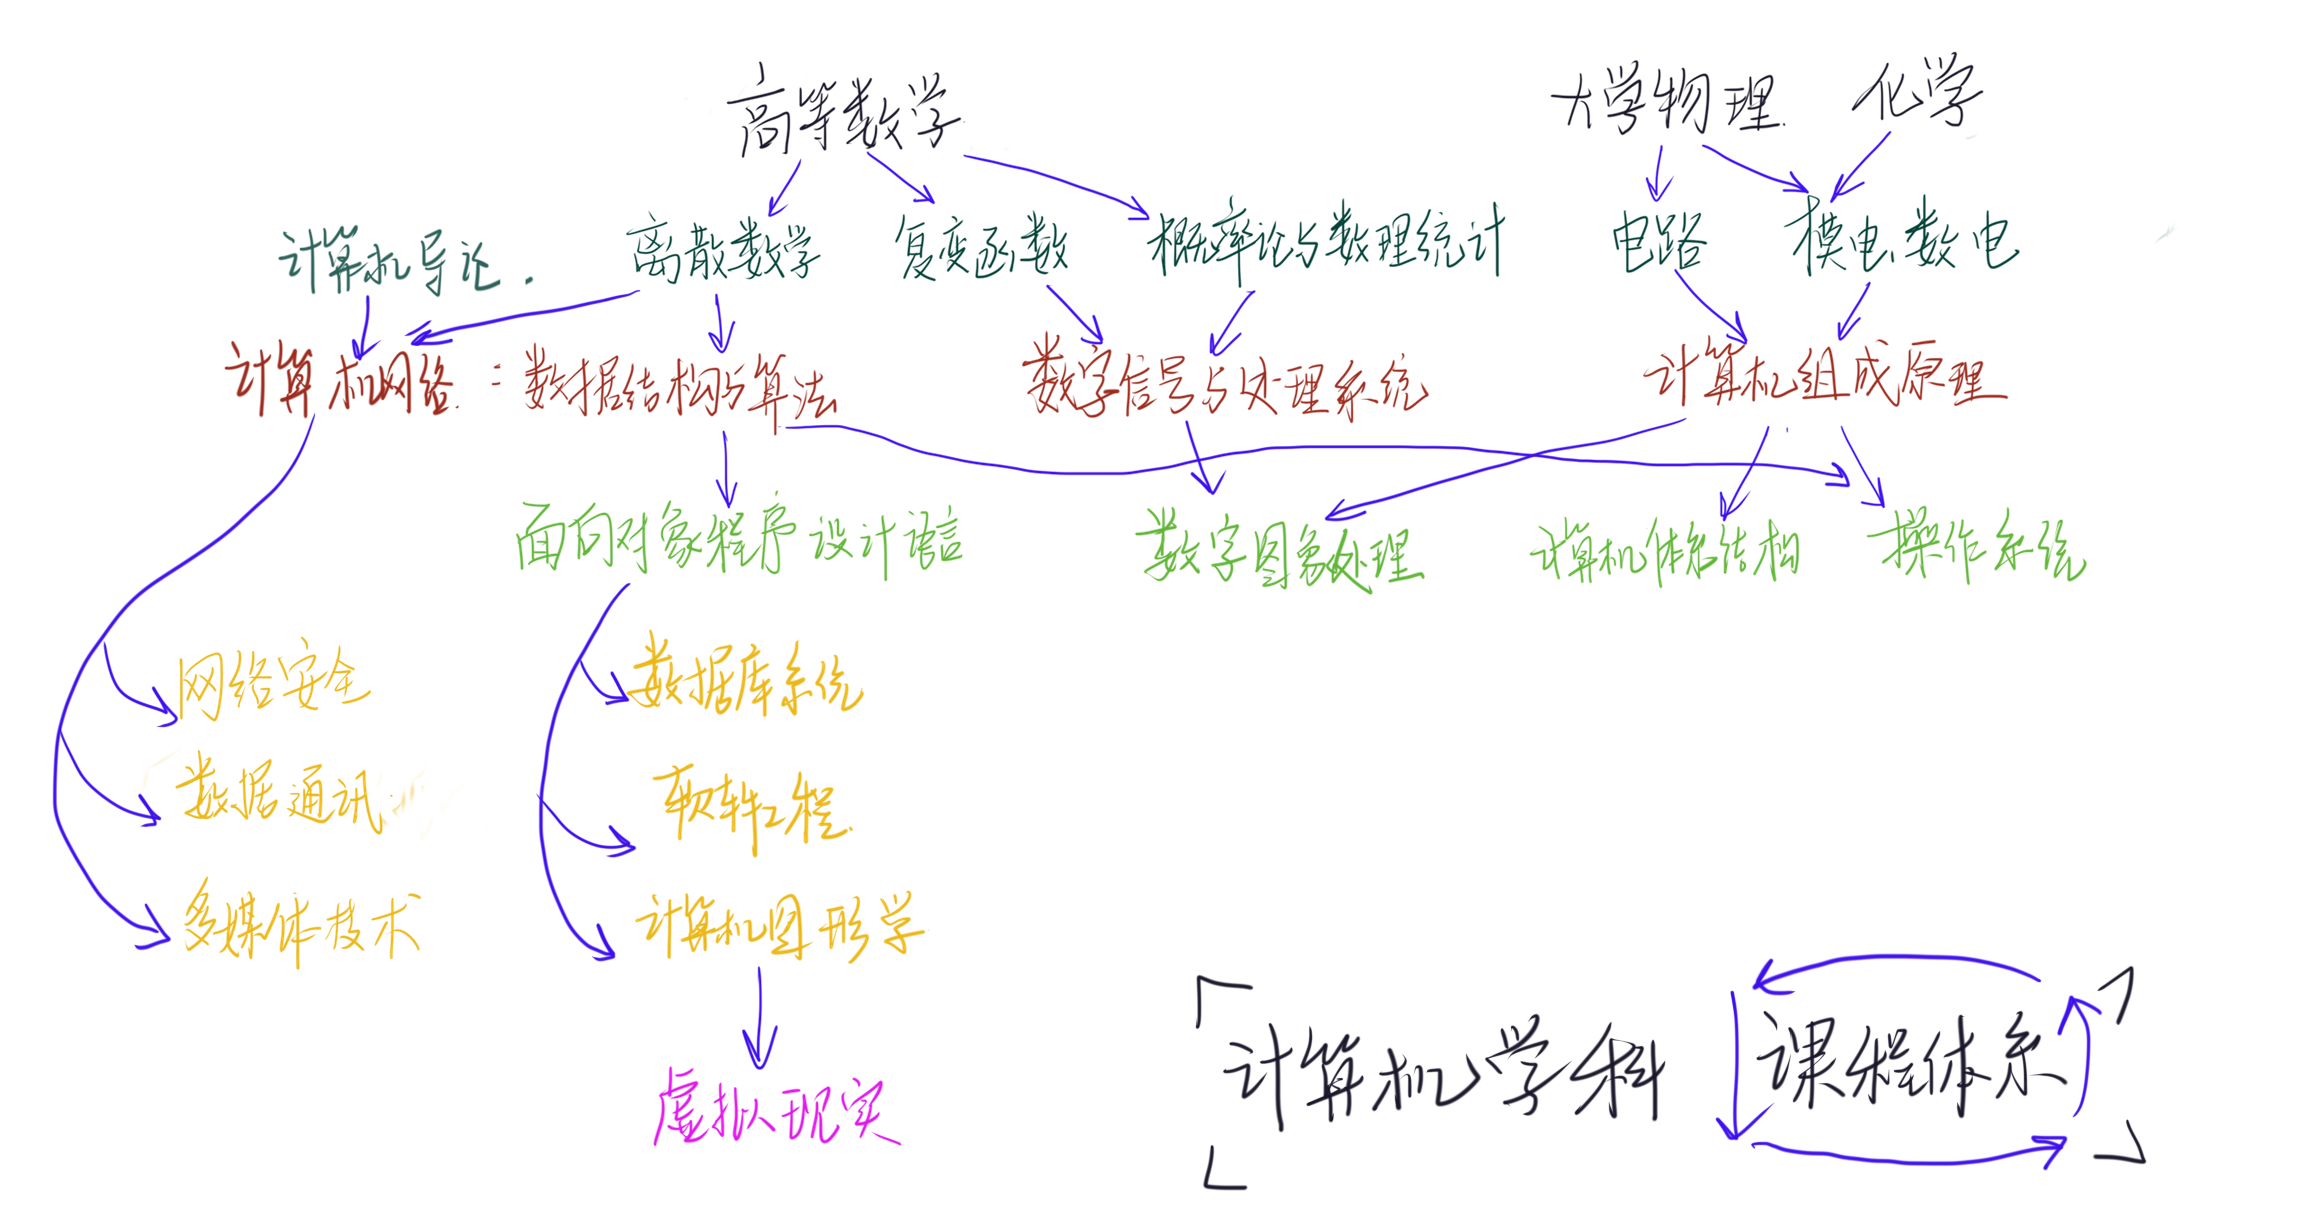 高等数学
大学物理 化学
计算机导论.
离散数学
复变函数
概率论与数理统计
电路
模电数电
计算机网络
数据结构与算法
数字信号与处理系统
计算机组成原理
面向对象程序设计语言
数字图象处理
计算机体系结构
操作系统
网络安全
数据库系统
数据通讯
软件工程
多媒体技术
计算机图形学
虚拟现实
「计算机学科 课程体系」